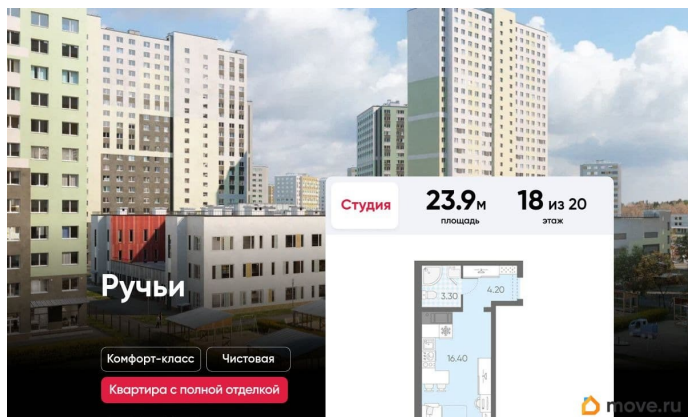 Студия
23.9м
площадь
18 из 20
этаж
3.30
4.20
16.40
Ручьи
Комфорт-класс
Чистовая
Квартира с полной отделкой
move.ru